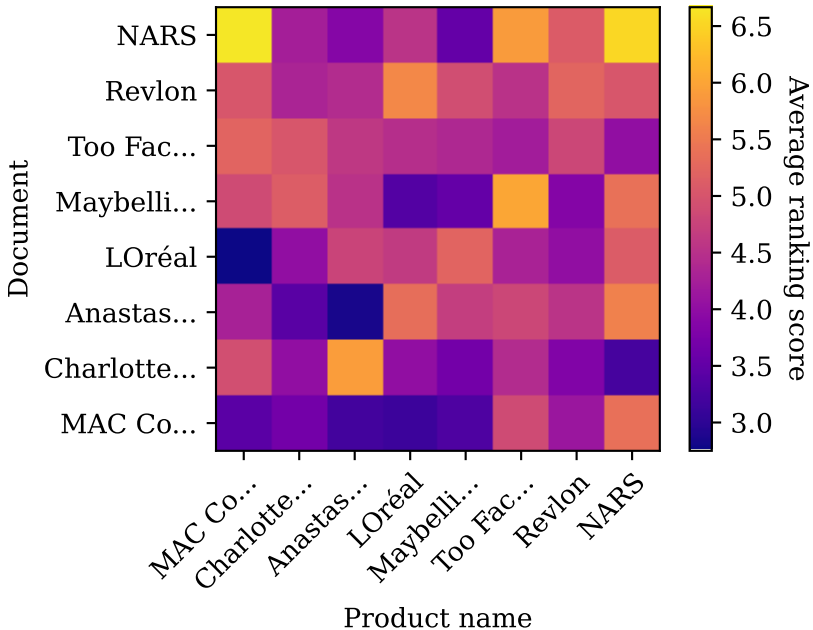 NARS
Revlon
Too Fac...
Maybelli...
LOréal
Anastas...
Charlotte...
MAC Co...
Document
MAC Co...
Charlotte...
Anastas...
LOréal
Maybelli...
Too Fac...
Revlon
NARS
Product name
6.5
6.0
5.5
5.0
4.5
4.0
3.5
3.0
Average ranking score